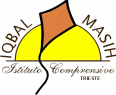 IQBAL MASIH
Istituto Comprensivo
TRIESTE